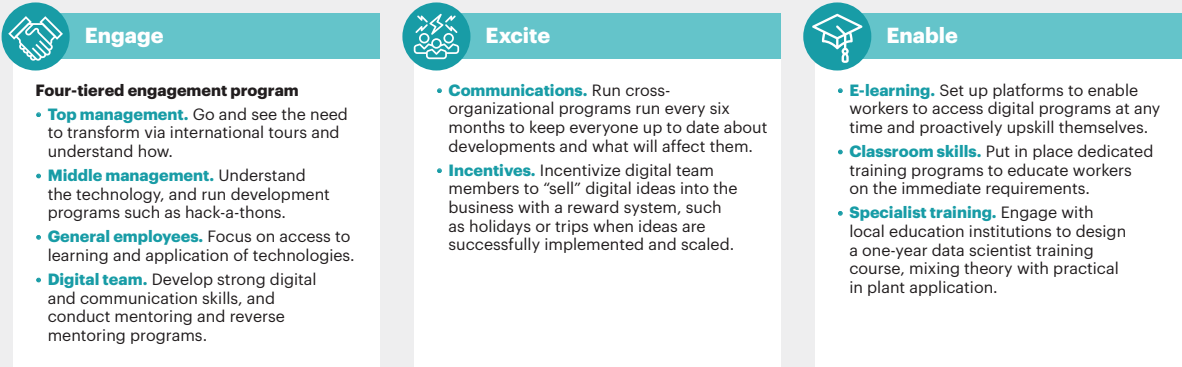 Engage
Four-tiered engagement program
• Top management. Go and see the need
to transform via international tours and
understand how.
• Middle management. Understand
the technology, and run development
programs such as hack-a-thons.
• General employees. Focus on access to
learning and application of technologies.
• Digital team. Develop strong digital
and communication skills, and
conduct mentoring and reverse
mentoring programs.
Excite
• Communications. Run cross-
organizational programs run every six
months to keep everyone up to date about
developments and what will affect them.
• Incentives. Incentivize digital team
members to “sell” digital ideas into the
business with a reward system, such
as holidays or trips when ideas are
successfully implemented and scaled.
Enable
• E-learning. Set up platforms to enable
workers to access digital programs at any
time and proactively upskill themselves.
• Classroom skills. Put in place dedicated
training programs to educate workers
on the immediate requirements.
• Specialist training. Engage with
local education institutions to design
a one-year data scientist training
course, mixing theory with practical
in plant application.